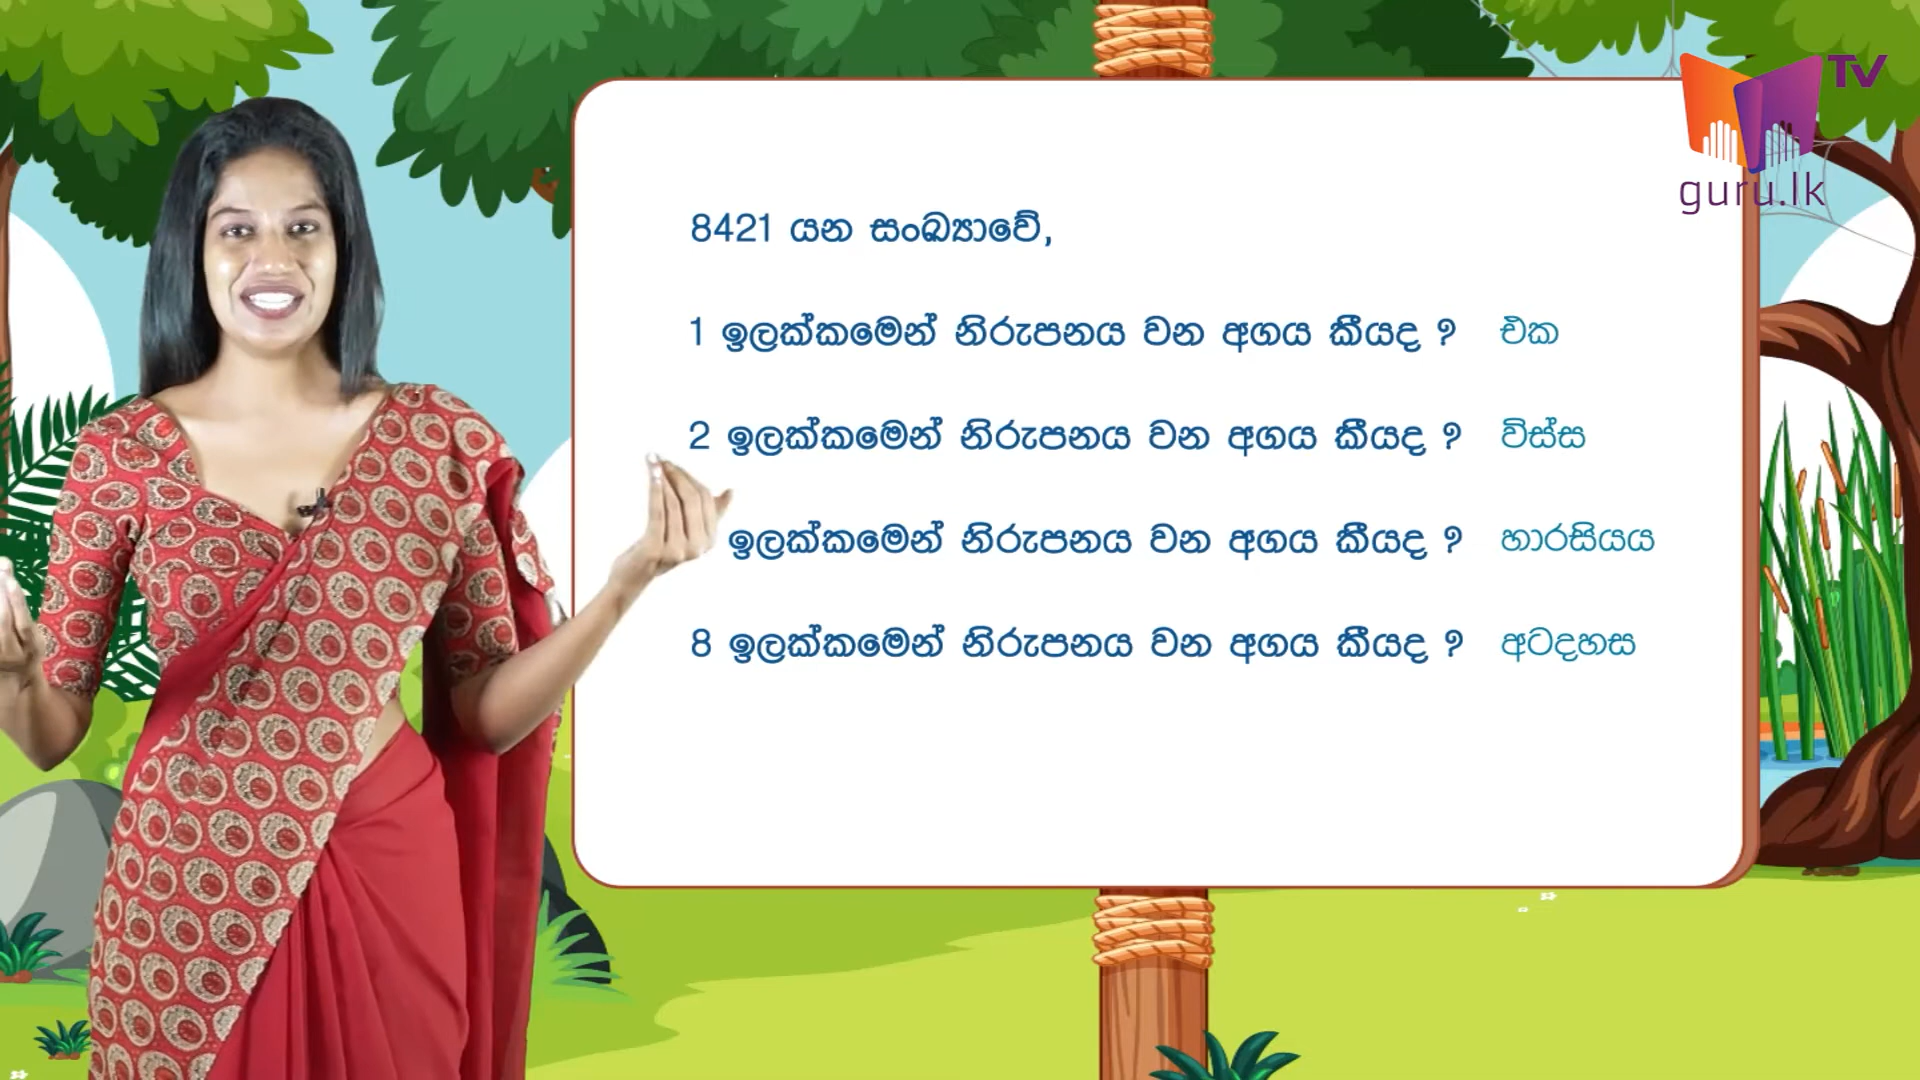 TV
guru.lk
8421 යන සංඛ්‍යාවේ,
1 ඉලක්කමෙන් නිරූපනය වන අගය කීයද ? එක
2 ඉලක්කමෙන් නිරූපනය වන අගය කීයද ? විස්ස
ඉලක්කමෙන් නිරූපනය වන අගය කීයද ? හාරසියය
8 ඉලක්කමෙන් නිරූපනය වන අගය කීයද ? අටදහස